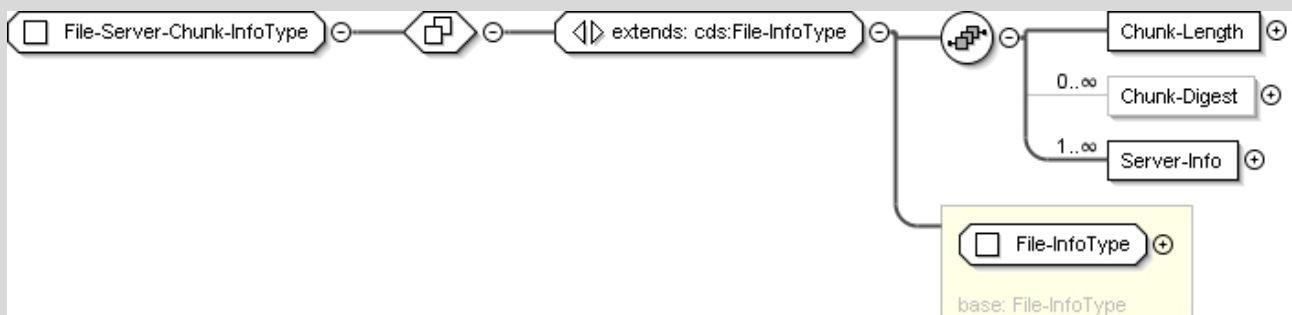 File-Server-Chunk-InfoType
extends: cds:File-InfoType
Chunk-Length
0..∞
Chunk-Digest
1..∞
Server-Info
File-InfoType
base: File-InfoType